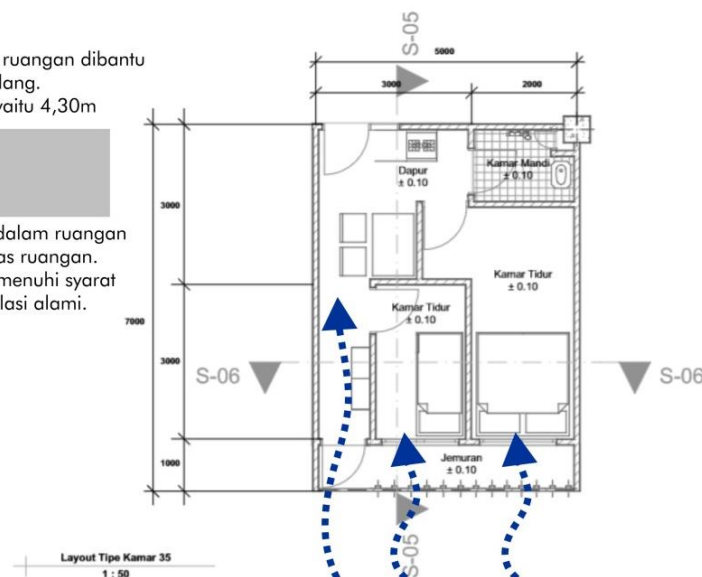 ruangan dibantu
lang.
yaitu 4,30m
dalam ruangan
as ruangan.
menuhi syarat
lasi alami.
S-05
5000
3000
2000
Dapur
± 0.10
Kamar Mandi
± 0.10
3000
Kamar Tidur
± 0.10
Kamar Tidur
± 0.10
7000
3000
S-06
S-06
1000
Jemuran
± 0.10
S-05
Layout Tipe Kamar 35
1 : 50